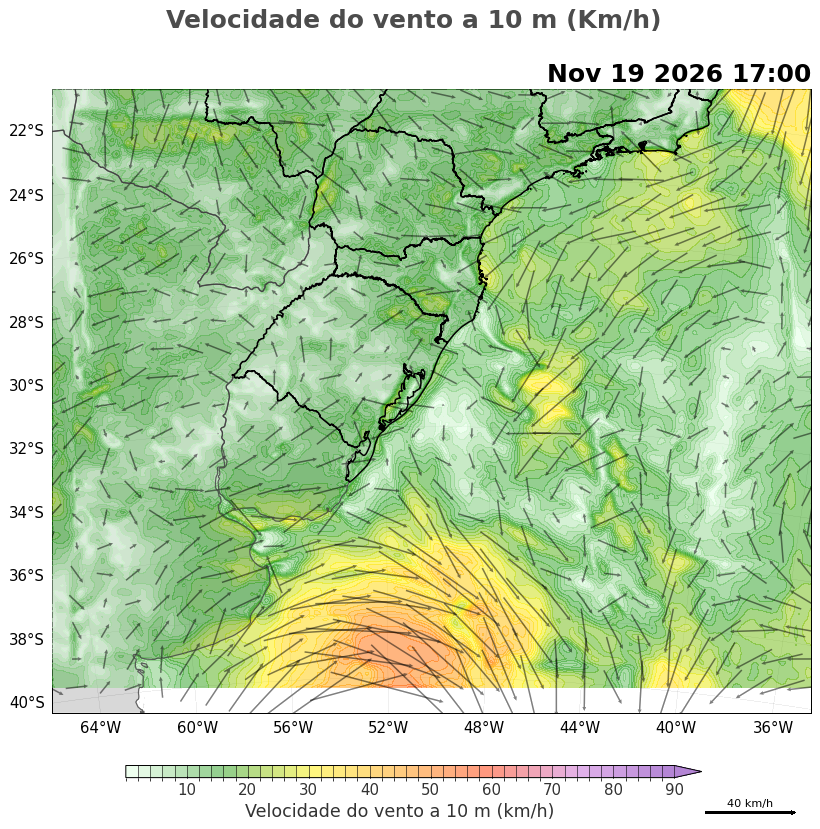 Velocidade do vento a 10 m (Km/h)
Nov 19 2026 17:00
22°S
24°S
26°S
28°S
30°S
32°S
34°S
36°S
38°S
40°S
64°W 60°W 56°W 52°W 48°W 44°W 40°W 36°W
10 20 30 40 50 60 70 80 90
Velocidade do vento a 10 m (km/h)
40 km/h